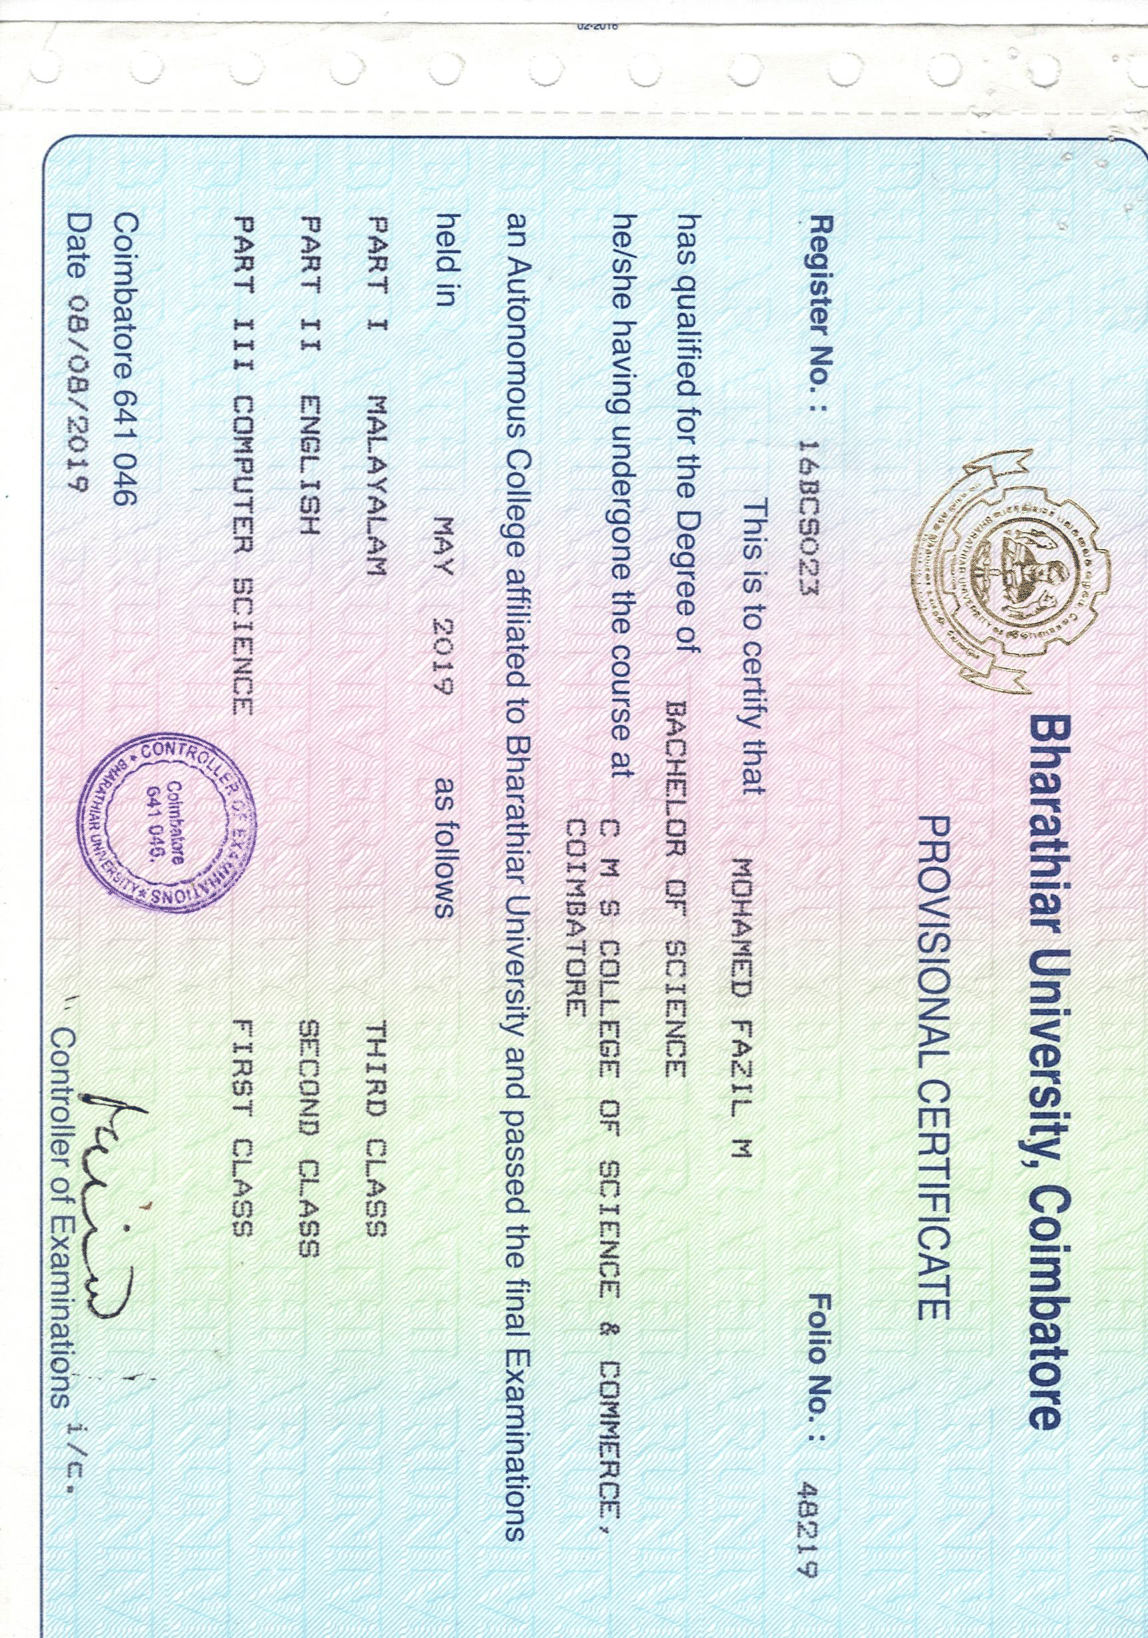 02-2016
Bharathiar University, Coimbatore
PROVISIONAL CERTIFICATE
Register No. : 16BCS023 Folio No. : 48219
This is to certify that MOHAMED FAZIL M
has qualified for the Degree of BACHELOR OF SCIENCE
he/she having undergone the course at C M S COLLEGE OF SCIENCE & COMMERCE,
COIMBATORE
an Autonomous College affiliated to Bharathiar University and passed the final Examinations
held in MAY 2019 as follows
PART I MALAYALAM THIRD CLASS
PART II ENGLISH SECOND CLASS
PART III COMPUTER SCIENCE FIRST CLASS
CONTROLLER OF EXAMINATIONS
BHARATHIAR UNIVERSITY
Coimbatore
641 046.
Coimbatore 641 046
Date 08/08/2019 Controller of Examinations i/c.